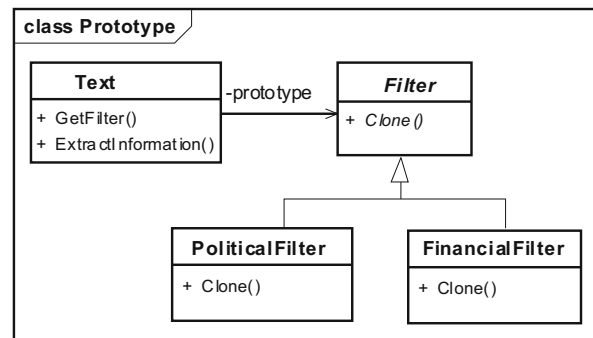 class Prototype
Text
+ GetFilter()
+ ExtractInformation()
-prototype
Filter
+ Clone()
PoliticalFilter
+ Clone()
FinancialFilter
+ Clone()